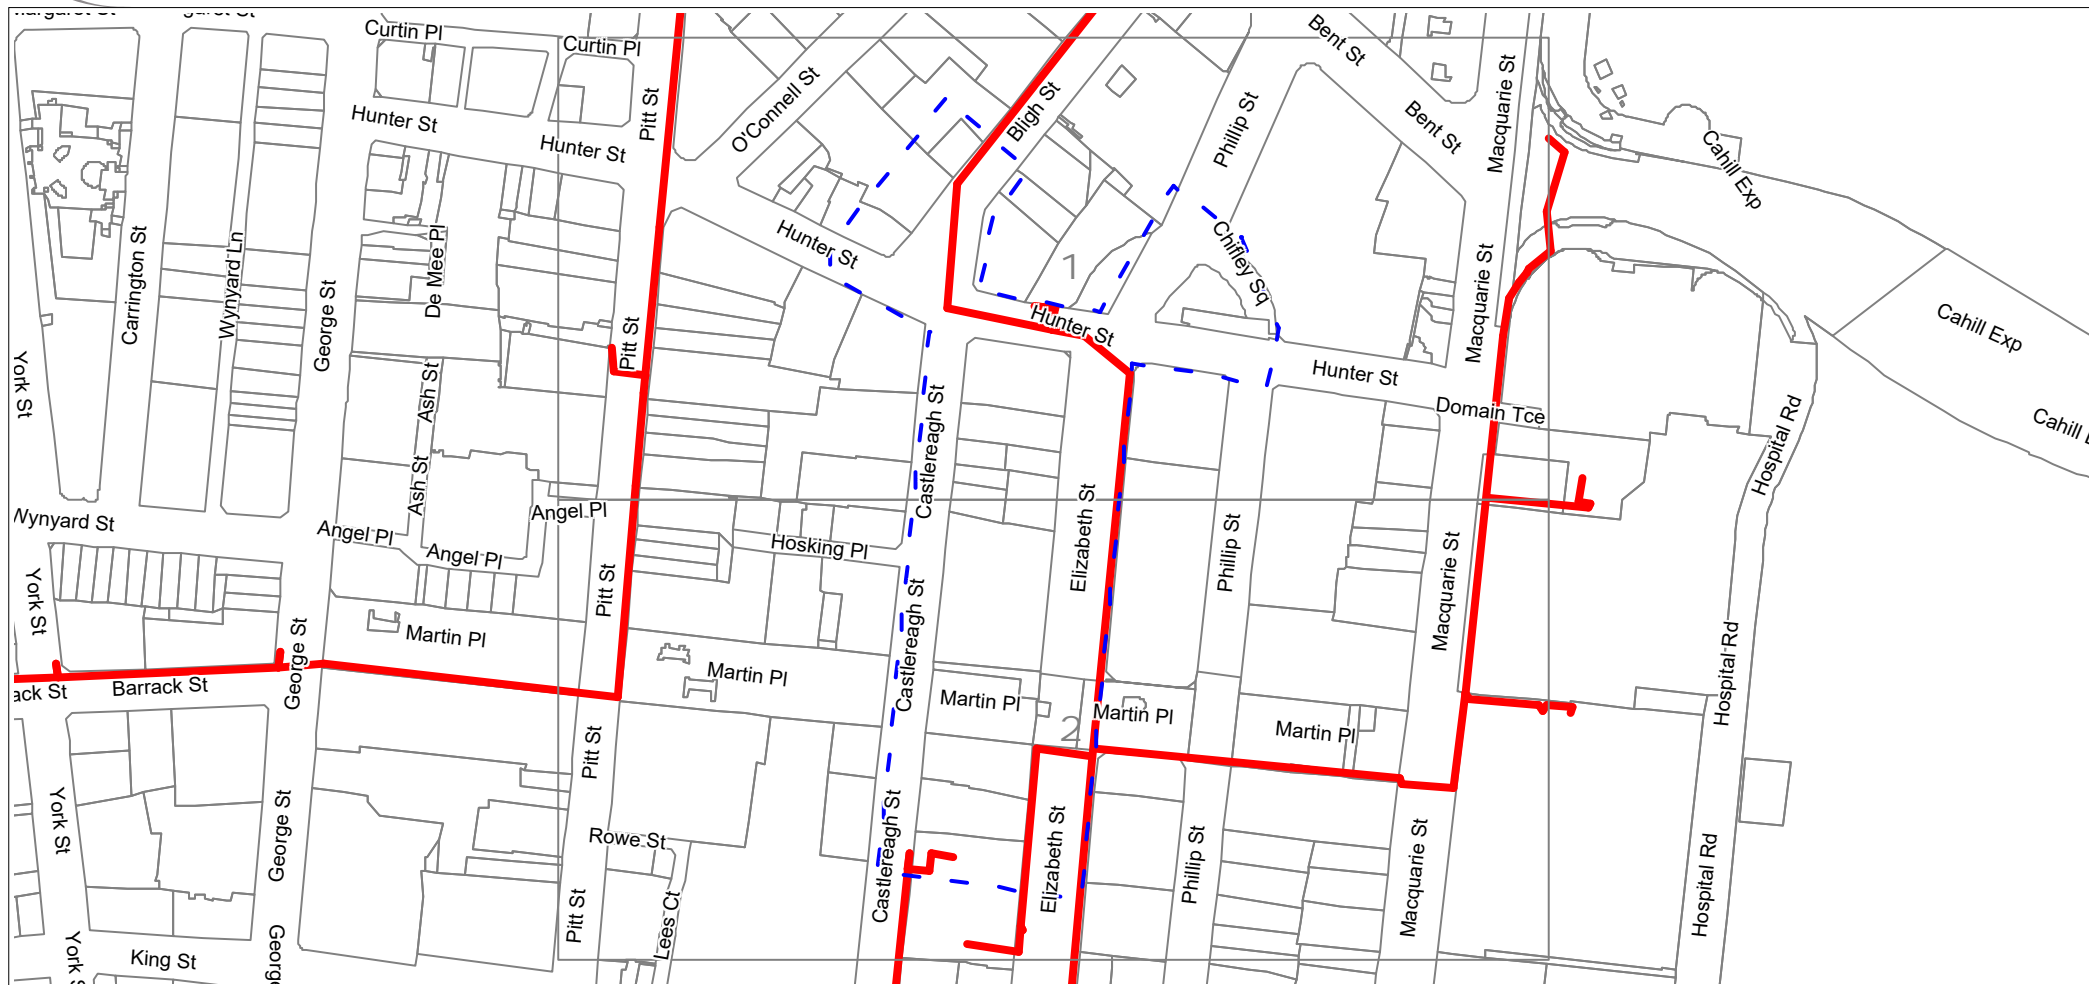 Curtin Pl
Curtin Pl
Bent St
Pitt St
O'Connell St
Bligh St
Phillip St
Bent St
Macquarie St
Hunter St
Hunter St
Cahill Exp
Hunter St
Chifley Sq
1
De Mee Pl
Carrington St
Wynyard Ln
George St
Pitt St
Macquarie St
Hunter St
Cahill Exp
York St
Ash St
Hunter St
Domain Tce
Cahill
Castlereagh St
Hospital Rd
Ash St
Wynyard St
Angel Pl
Angel Pl
Angel Pl
Hosking Pl
Elizabeth St
Phillip St
Macquarie St
York St
Pitt St
Castlereagh St
George St
Martin Pl
Martin Pl
Barrack St
ack St
Martin Pl
Martin Pl
Martin Pl
2
Hospital Rd
Pitt St
York St
George St
Rowe St
Castlereagh St
Elizabeth St
Phillip St
Macquarie St
Hospital Rd
Pitt St
Lees Ct
King St
York S
Georg